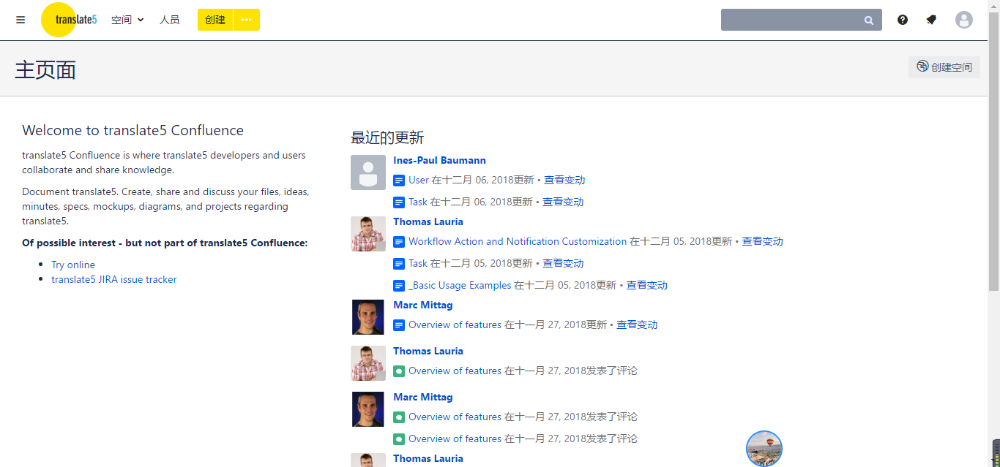 translate5 空间 人员 创建 •••
主页面
创建空间
Welcome to translate5 Confluence
translate5 Confluence is where translate5 developers and users
collaborate and share knowledge.
Document translate5. Create, share and discuss your files, ideas,
minutes, specs, mockups, diagrams, and projects regarding
translate5.
Of possible interest - but not part of translate5 Confluence:
• Try online
• translate5 JIRA issue tracker
最近的更新
Ines-Paul Baumann
User 在十二月 06, 2018更新 • 查看变动
Task 在十二月 06, 2018更新 • 查看变动
Thomas Lauria
Workflow Action and Notification Customization 在十二月 05, 2018更新 • 查看变动
Task 在十二月 05, 2018更新 • 查看变动
_Basic Usage Examples 在十二月 05, 2018更新 • 查看变动
Marc Mittag
Overview of features 在十一月 27, 2018更新 • 查看变动
Thomas Lauria
Overview of features 在十一月 27, 2018发表了评论
Marc Mittag
Overview of features 在十一月 27, 2018发表了评论
Overview of features 在十一月 27, 2018发表了评论
Thomas Lauria